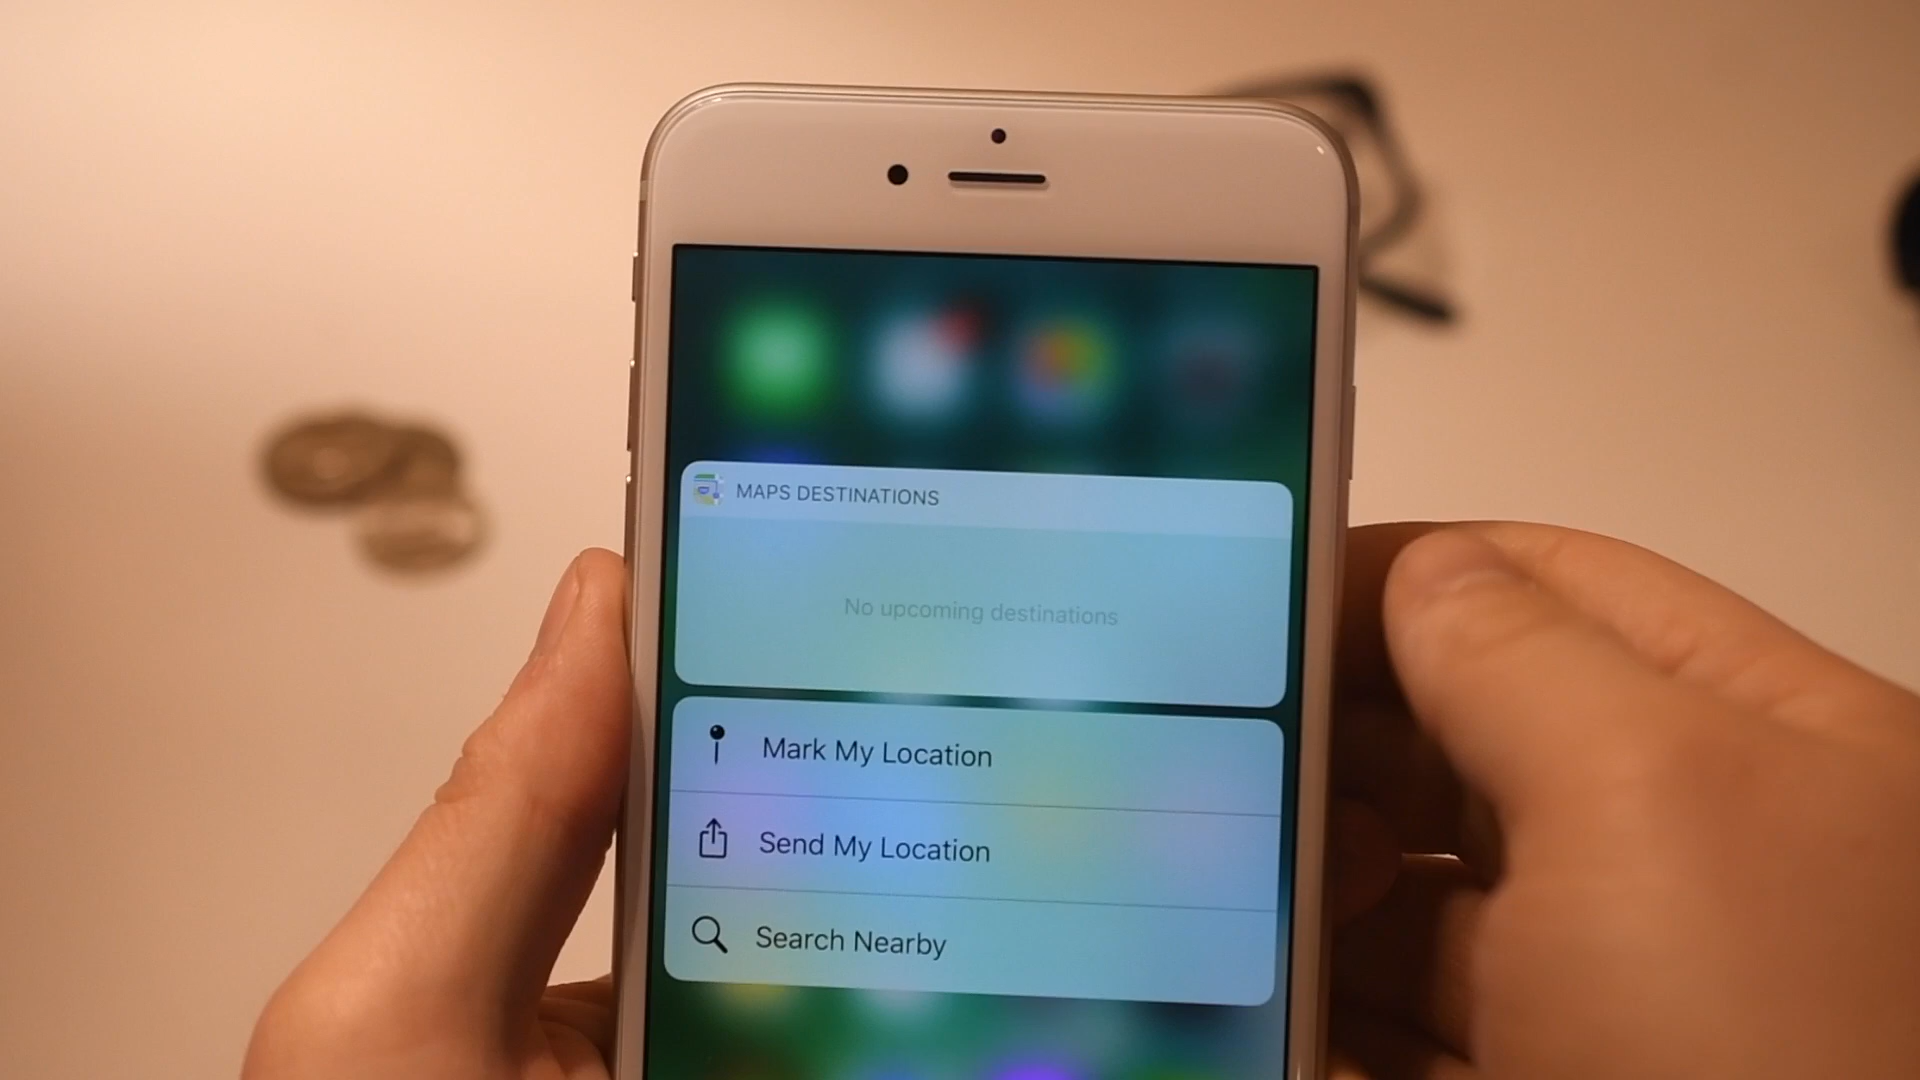 MAPS DESTINATIONS
No upcoming destinations
Mark My Location
Send My Location
Search Nearby